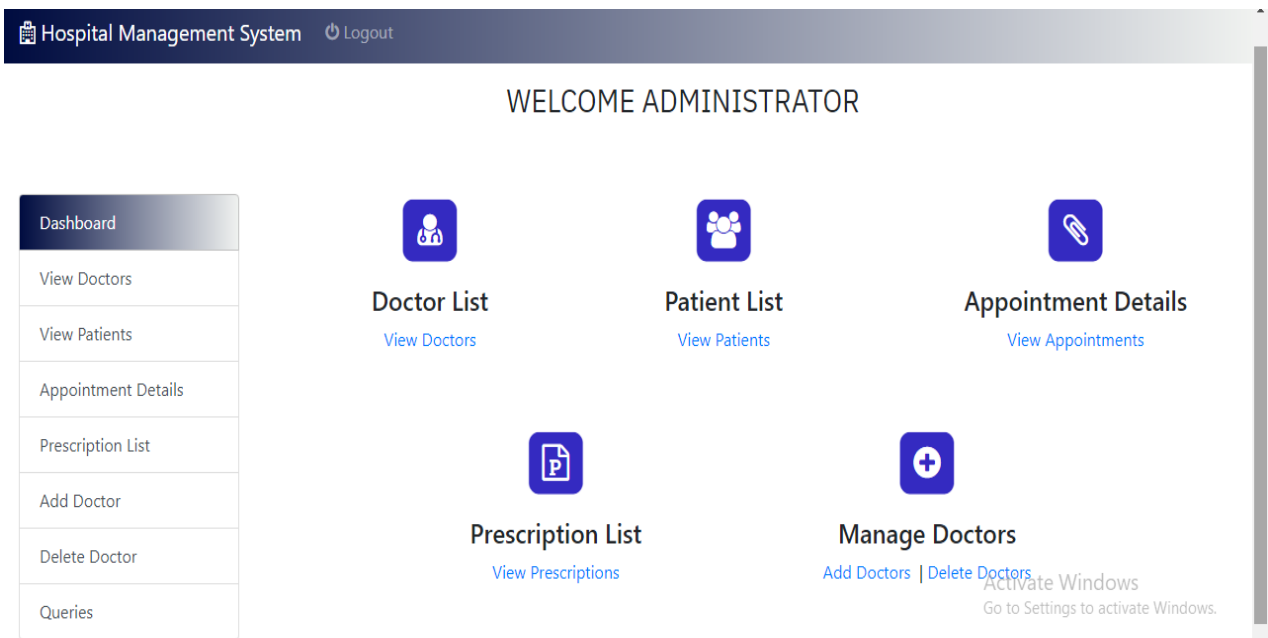 Hospital Management System Logout
WELCOME ADMINISTRATOR
Dashboard
View Doctors
View Patients
Appointment Details
Prescription List
Add Doctor
Delete Doctor
Queries
Doctor List
View Doctors
Patient List
View Patients
Appointment Details
View Appointments
P
Prescription List
View Prescriptions
Manage Doctors
Add Doctors | Delete Doctors
Activate Windows
Go to Settings to activate Windows.